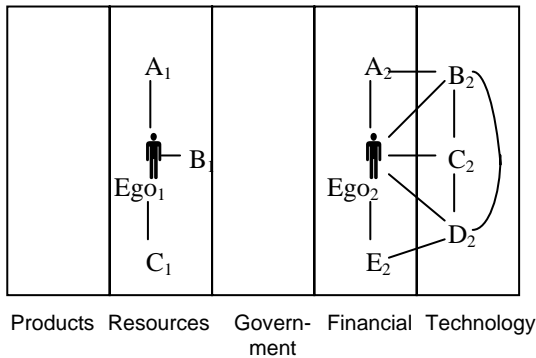 A₁ A₂ B₂
B₁ C₂
Ego₁ Ego₂
D₂
C₁ E₂
Products Resources Govern- Financial Technology
ment